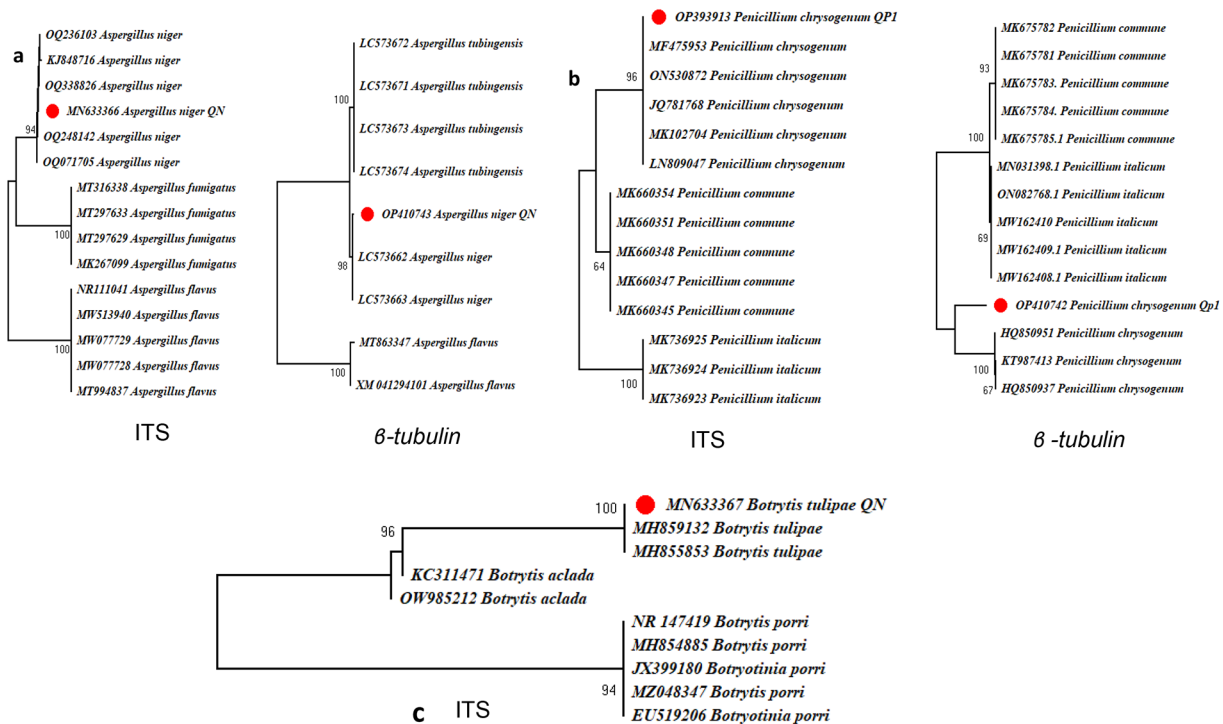 a
OQ236103 Aspergillus niger
KJ848716 Aspergillus niger
OQ338826 Aspergillus niger
MN633366 Aspergillus niger QN
94
OQ248142 Aspergillus niger
OQ071705 Aspergillus niger
MT316338 Aspergillus fumigatus
MT297633 Aspergillus fumigatus
MT297629 Aspergillus fumigatus
100
MK267099 Aspergillus fumigatus
NR111041 Aspergillus flavus
MW513940 Aspergillus flavus
MW077729 Aspergillus flavus
100
MW077728 Aspergillus flavus
MT994837 Aspergillus flavus
ITS
LC573672 Aspergillus tubingensis
LC573671 Aspergillus tubingensis
100
LC573673 Aspergillus tubingensis
LC573674 Aspergillus tubingensis
OP410743 Aspergillus niger QN
LC573662 Aspergillus niger
98
LC573663 Aspergillus niger
MT863347 Aspergillus flavus
100
XM 041294101 Aspergillus flavus
β-tubulin
b
OP393913 Penicillium chrysogenum QP1
MF475953 Penicillium chrysogenum
96
ON530872 Penicillium chrysogenum
JQ781768 Penicillium chrysogenum
MK102704 Penicillium chrysogenum
LN809047 Penicillium chrysogenum
MK660354 Penicillium commune
MK660351 Penicillium commune
MK660348 Penicillium commune
64
MK660347 Penicillium commune
MK660345 Penicillium commune
MK736925 Penicillium italicum
MK736924 Penicillium italicum
100
MK736923 Penicillium italicum
ITS
MK675782 Penicillium commune
MK675781 Penicillium commune
93
MK675783. Penicillium commune
MK675784. Penicillium commune
100
MK675785.1 Penicillium commune
MN031398.1 Penicillium italicum
ON082768.1 Penicillium italicum
MW162410 Penicillium italicum
69
MW162409.1 Penicillium italicum
MW162408.1 Penicillium italicum
OP410742 Penicillium chrysogenum Qp1
HQ850951 Penicillium chrysogenum
KT987413 Penicillium chrysogenum
100
67
HQ850937 Penicillium chrysogenum
β -tubulin
100
MN633367 Botrytis tulipae QN
MH859132 Botrytis tulipae
96
MH855853 Botrytis tulipae
KC311471 Botrytis aclada
OW985212 Botrytis aclada
NR 147419 Botrytis porri
MH854885 Botrytis porri
JX399180 Botryotinia porri
94
MZ048347 Botrytis porri
EU519206 Botryotinia porri
c
ITS